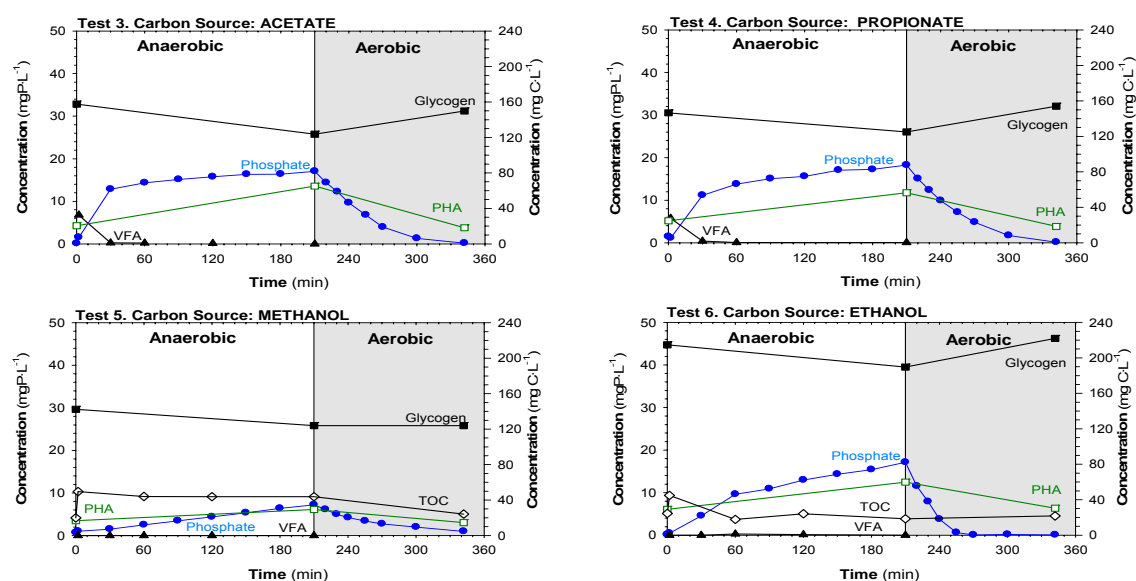 Test 3. Carbon Source: ACETATE
50 240
Anaerobic Aerobic
40 200
160
30 Glycogen
120
20 Phosphate
80
10 PHA 40
VFA
0 0
0 60 120 180 240 300 360
Time (min)
Concentration (mgP·L-1)
Concentration (mg C·L-1)
Test 4. Carbon Source: PROPIONATE
50 240
Anaerobic Aerobic
40 200
160
30 Glycogen
120
20 Phosphate
80
10 PHA 40
VFA
0 0
0 60 120 180 240 300 360
Time (min)
Concentration (mgP·L-1)
Concentration (mg C·L-1)
Test 5. Carbon Source: METHANOL
50 240
Anaerobic Aerobic
40 200
160
30 Glycogen
120
20
80
10 PHA TOC 40
Phosphate VFA
0 0
0 60 120 180 240 300 360
Time (min)
Concentration (mgP·L-1)
Concentration (mg C·L-1)
Test 6. Carbon Source: ETHANOL
50 240
Anaerobic Aerobic
40 200
Glycogen
160
30
120
20 Phosphate
80
10 PHA
TOC 40
VFA
0 0
0 60 120 180 240 300 360
Time (min)
Concentration (mgP·L-1)
Concentration (mg C·L-1)